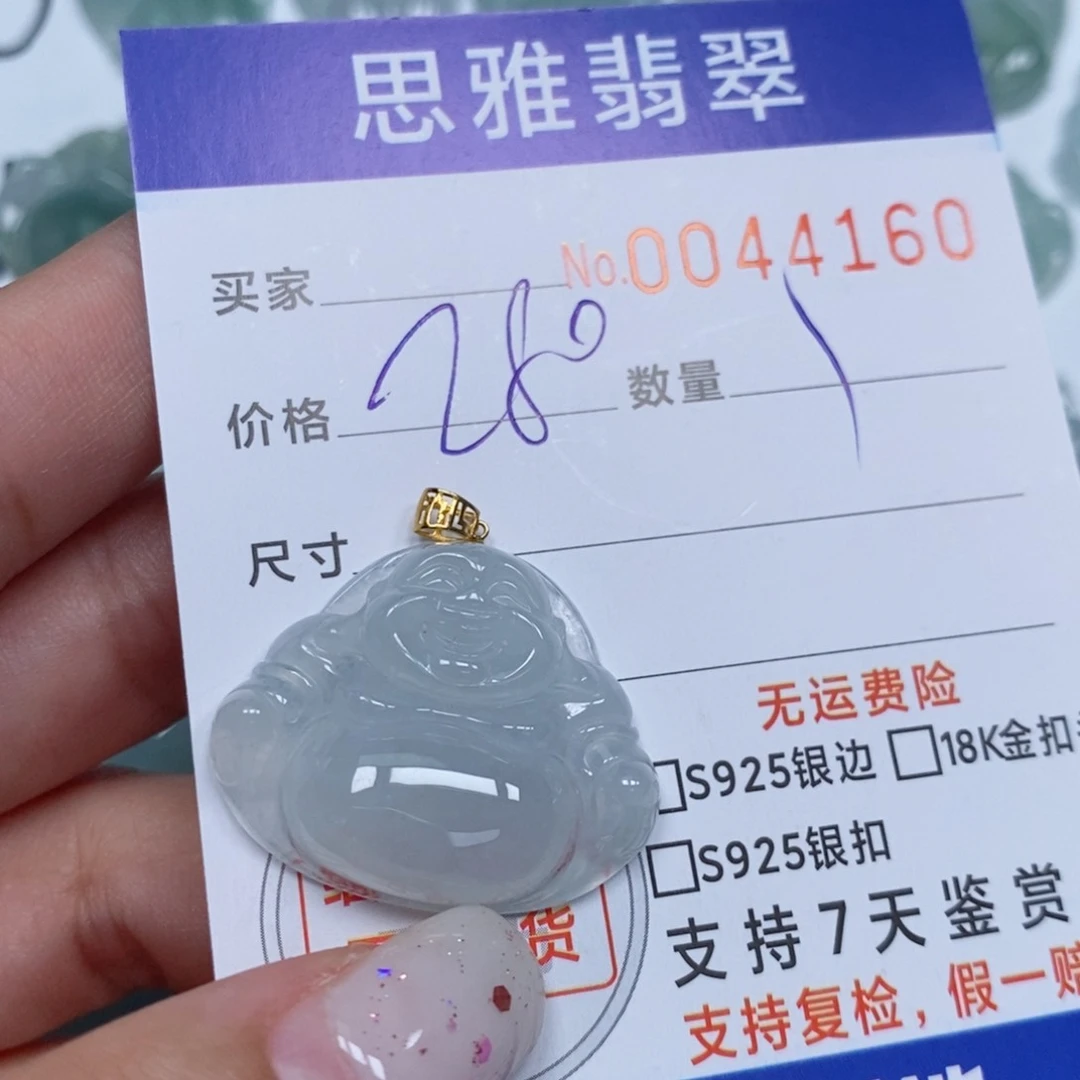 思雅翡翠
No.0044160
买家
价格 280 数量 1
尺寸
无运费险
S925银边 18K金扣
S925银扣
支持7天鉴赏
支持复检，假一赔
货